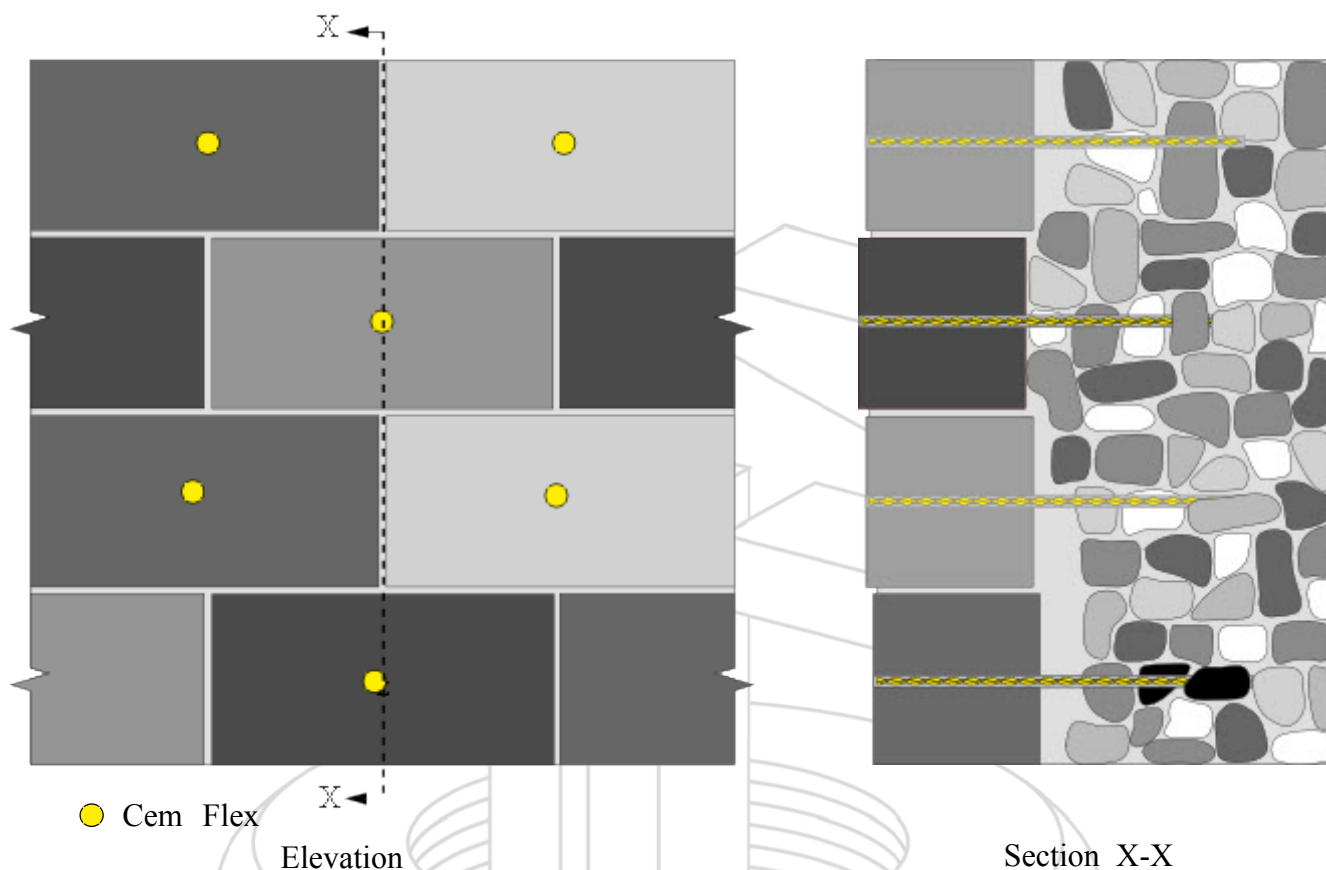 X
X
Cem Flex
Elevation
Section X-X